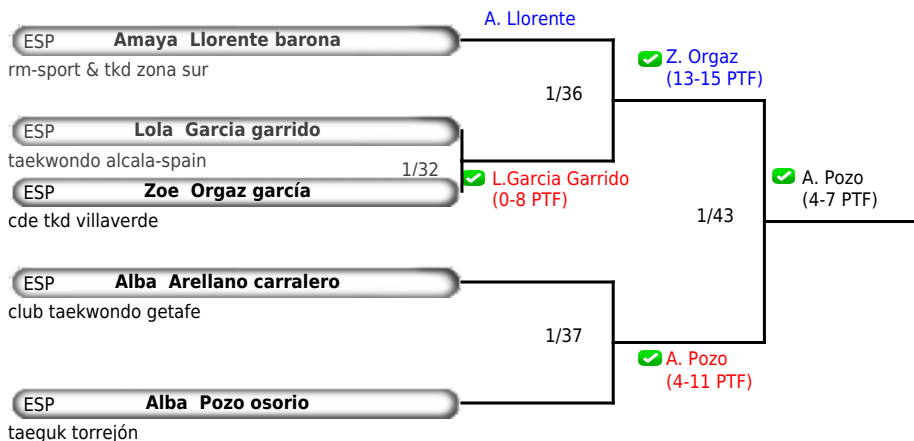 A. Llorente
ESP Amaya Llorente barona
rm-sport & tkd zona sur
Z. Orgaz
(13-15 PTF)
1/36
ESP Lola Garcia garrido
taekwondo alcala-spain
1/32
L.Garcia Garrido
(0-8 PTF)
ESP Zoe Orgaz garcía
cde tkd villaverde
A. Pozo
(4-7 PTF)
1/43
ESP Alba Arellano carralero
club taekwondo getafe
1/37
A. Pozo
(4-11 PTF)
ESP Alba Pozo osorio
taeguk torrejón